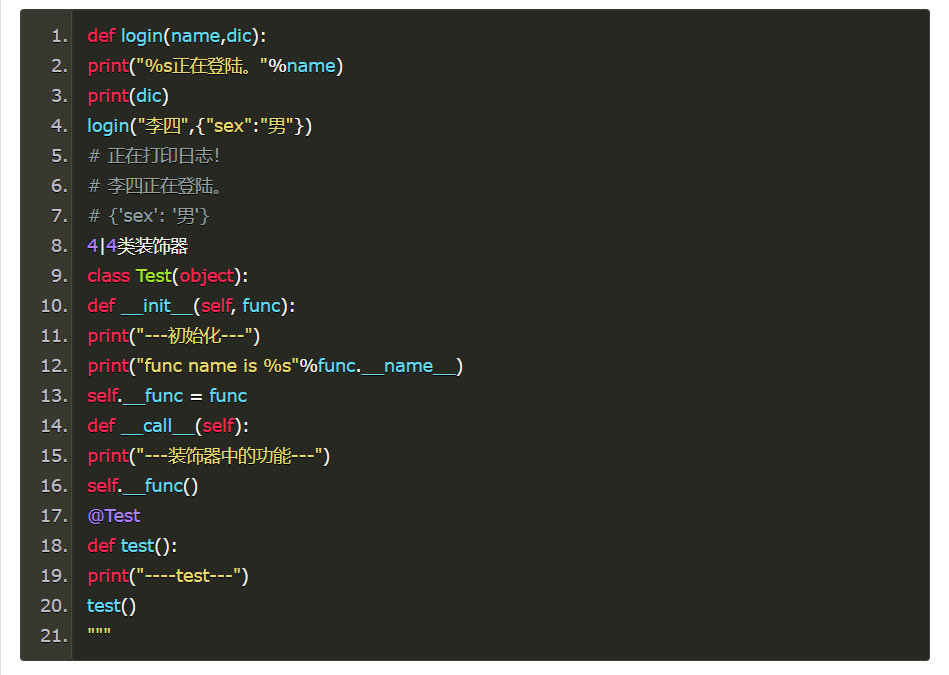 1. def login(name,dic):
2. print("%s正在登陆。"%name)
3. print(dic)
4. login("李四",{"sex":"男"})
5. # 正在打印日志！
6. # 李四正在登陆。
7. # {'sex': '男'}
8. 4|4类装饰器
9. class Test(object):
10. def __init__(self, func):
11. print("---初始化---")
12. print("func name is %s"%func.__name__)
13. self.__func = func
14. def __call__(self):
15. print("---装饰器中的功能---")
16. self.__func()
17. @Test
18. def test():
19. print("----test---")
20. test()
21. """